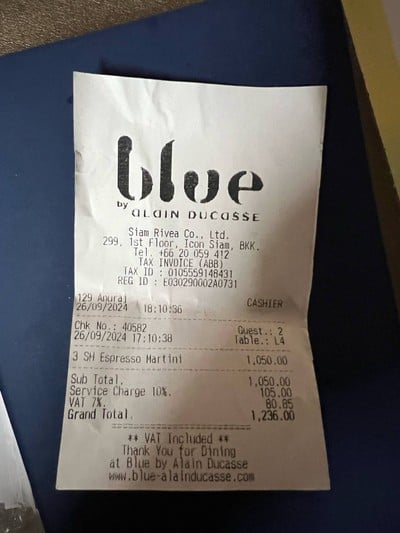 blue
by ALAIN DUCASSE
Siam Rivea Co., Ltd.
299, 1st Floor, Icon Siam, BKK.
Tel. +66 20 059 412
TAX INVOICE (ABB)
TAX ID : 0105559148431
REG ID : E030290002A0731
129 Anuraj CASHIER
26/09/2024 18:10:36
Chk No.: 40582 Guest.: 2
26/09/2024 17:10:38 Table.: L4
3 SH Espresso Martini 1,050.00
Sub Total. 1,050.00
Service Charge 10%. 105.00
VAT 7%. 80.85
Grand Total. 1,236.00
** VAT Included **
Thank You for Dining
at Blue by Alain Ducasse
www.blue-alainducasse.com